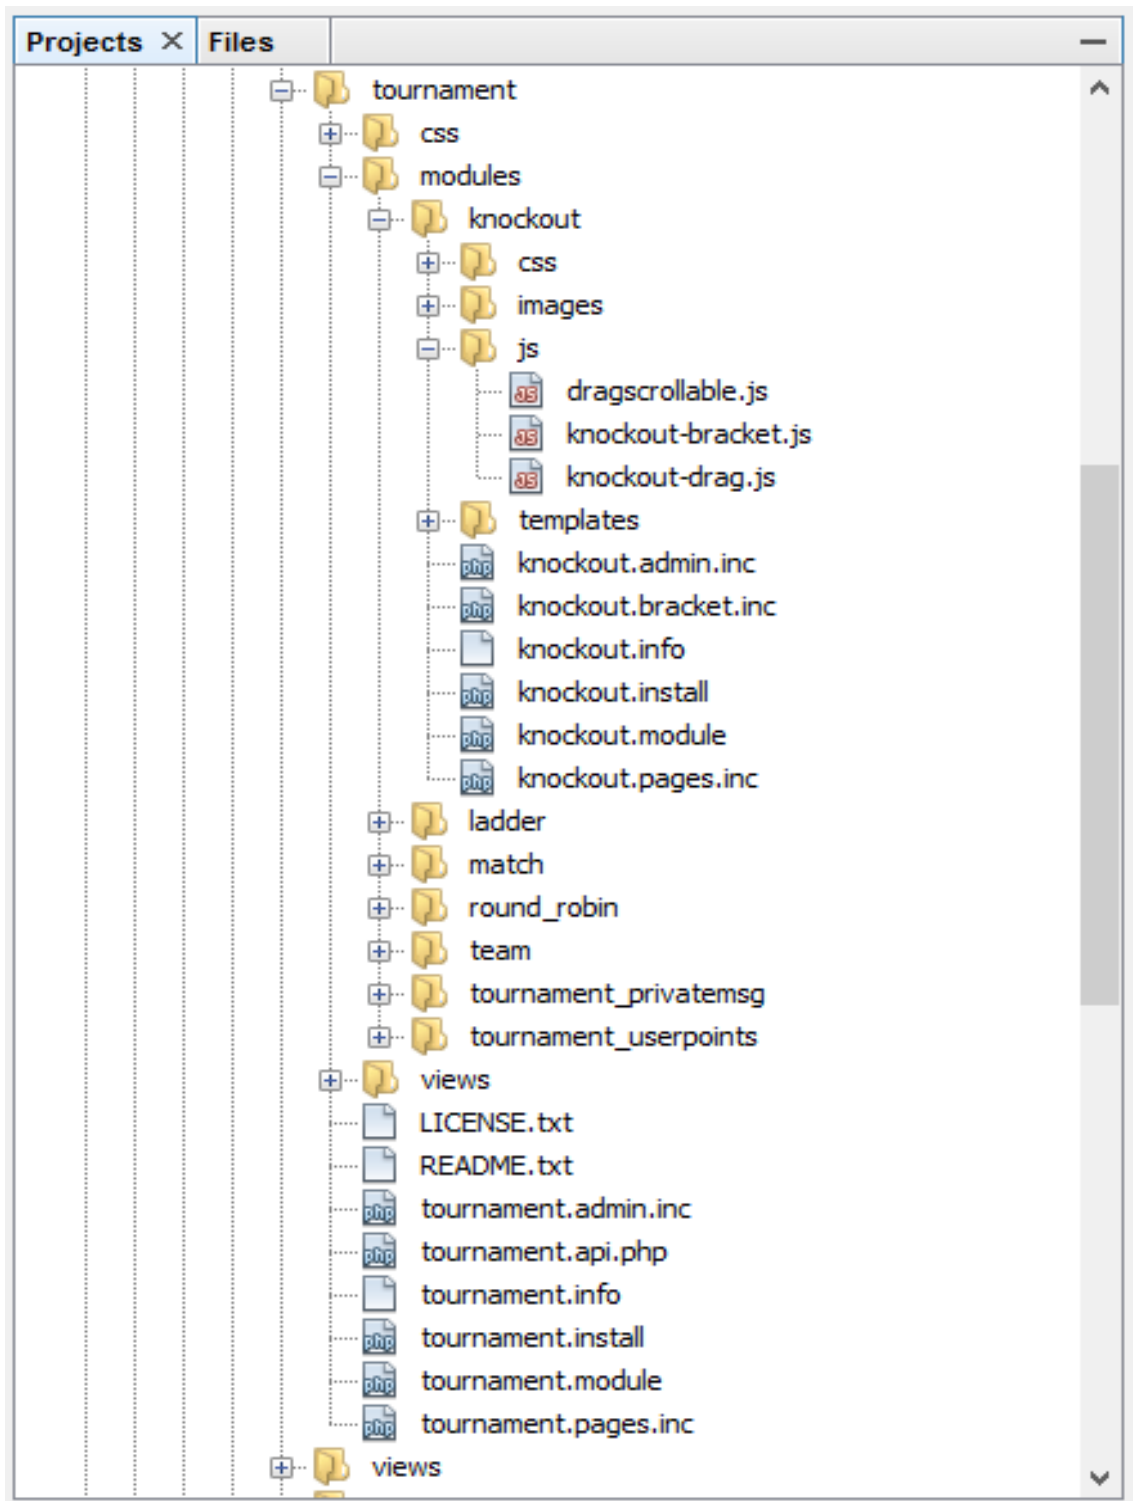 Projects Files
tournament
css
modules
knockout
css
images
js
dragscrollable.js
knockout-bracket.js
knockout-drag.js
templates
knockout.admin.inc
knockout.bracket.inc
knockout.info
knockout.install
knockout.module
knockout.pages.inc
ladder
match
round_robin
team
tournament_privatemsg
tournament_userpoints
views
LICENSE.txt
README.txt
tournament.admin.inc
tournament.api.php
tournament.info
tournament.install
tournament.module
tournament.pages.inc
views